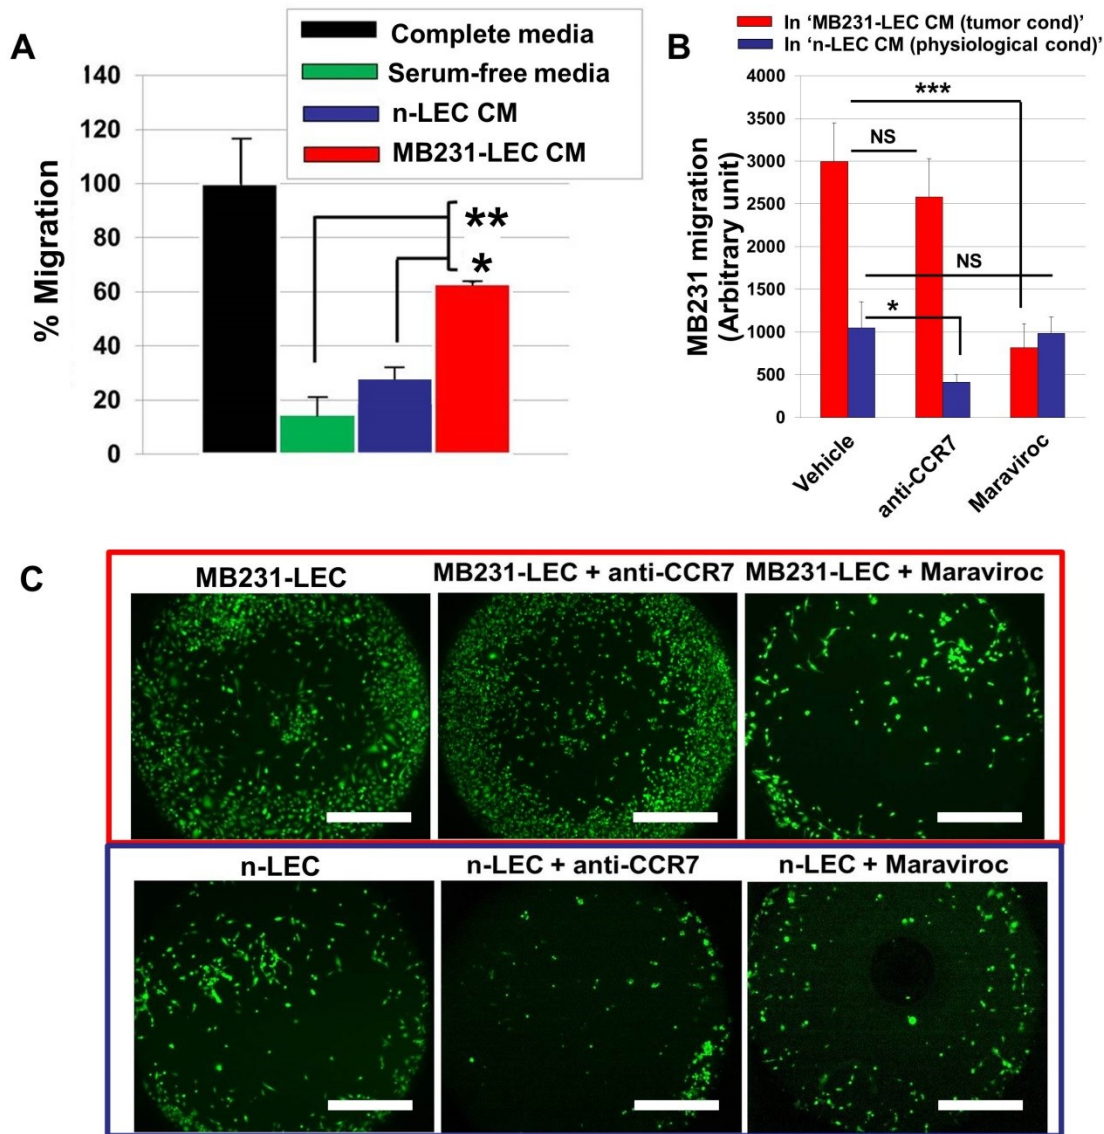 A
Complete media
Serum-free media
n-LEC CM
MB231-LEC CM
% Migration
140
120
100
80
60
40
20
0
**
*
B
In ‘MB231-LEC CM (tumor cond)’
In ‘n-LEC CM (physiological cond)’
MB231 migration
(Arbitrary unit)
4000
3500
3000
2500
2000
1500
1000
500
0
***
NS
NS
*
Vehicle
anti-CCR7
Maraviroc
C
MB231-LEC
MB231-LEC + anti-CCR7
MB231-LEC + Maraviroc
n-LEC
n-LEC + anti-CCR7
n-LEC + Maraviroc